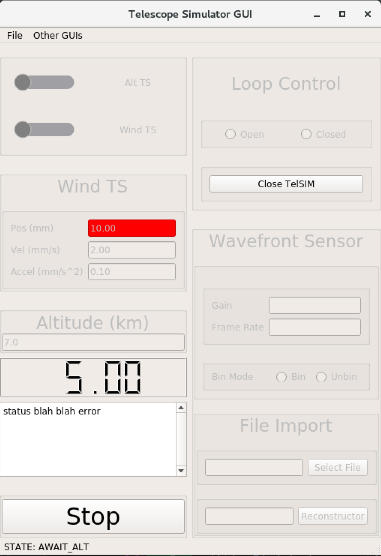 Telescope Simulator GUI
File Other GUIs
Alt TS
Wind TS
Wind TS
Pos (mm) 10.00
Vel (mm/s) 2.00
Accel (mm/s^2) 0.10
Altitude (km)
7.0
5.00
status blah blah error
Stop
Loop Control
Open Closed
Close TelSIM
Wavefront Sensor
Gain
Frame Rate
Bin Mode Bin Unbin
File Import
Select File
Reconstructor
STATE: AWAIT_ALT